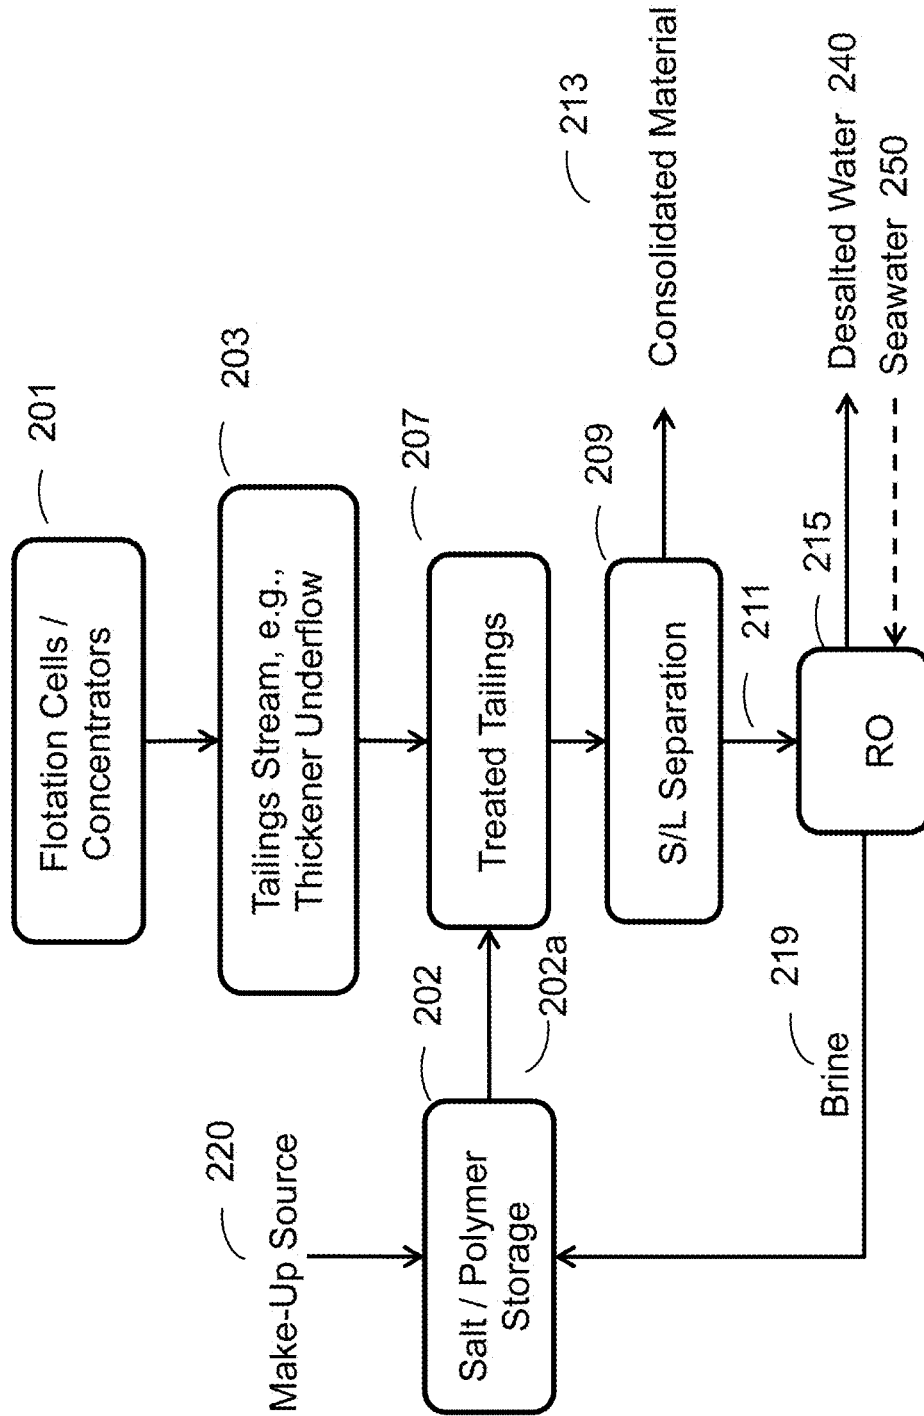 201
Flotation Cells /
Concentrators
203
Tailings Stream, e.g.,
Thickener Underflow
207
Treated Tailings
220
Make-Up Source
202
Salt / Polymer
Storage
202a
209
S/L Separation
213
Consolidated Material
211
215
RO
219
Brine
Desalted Water 240
Seawater 250